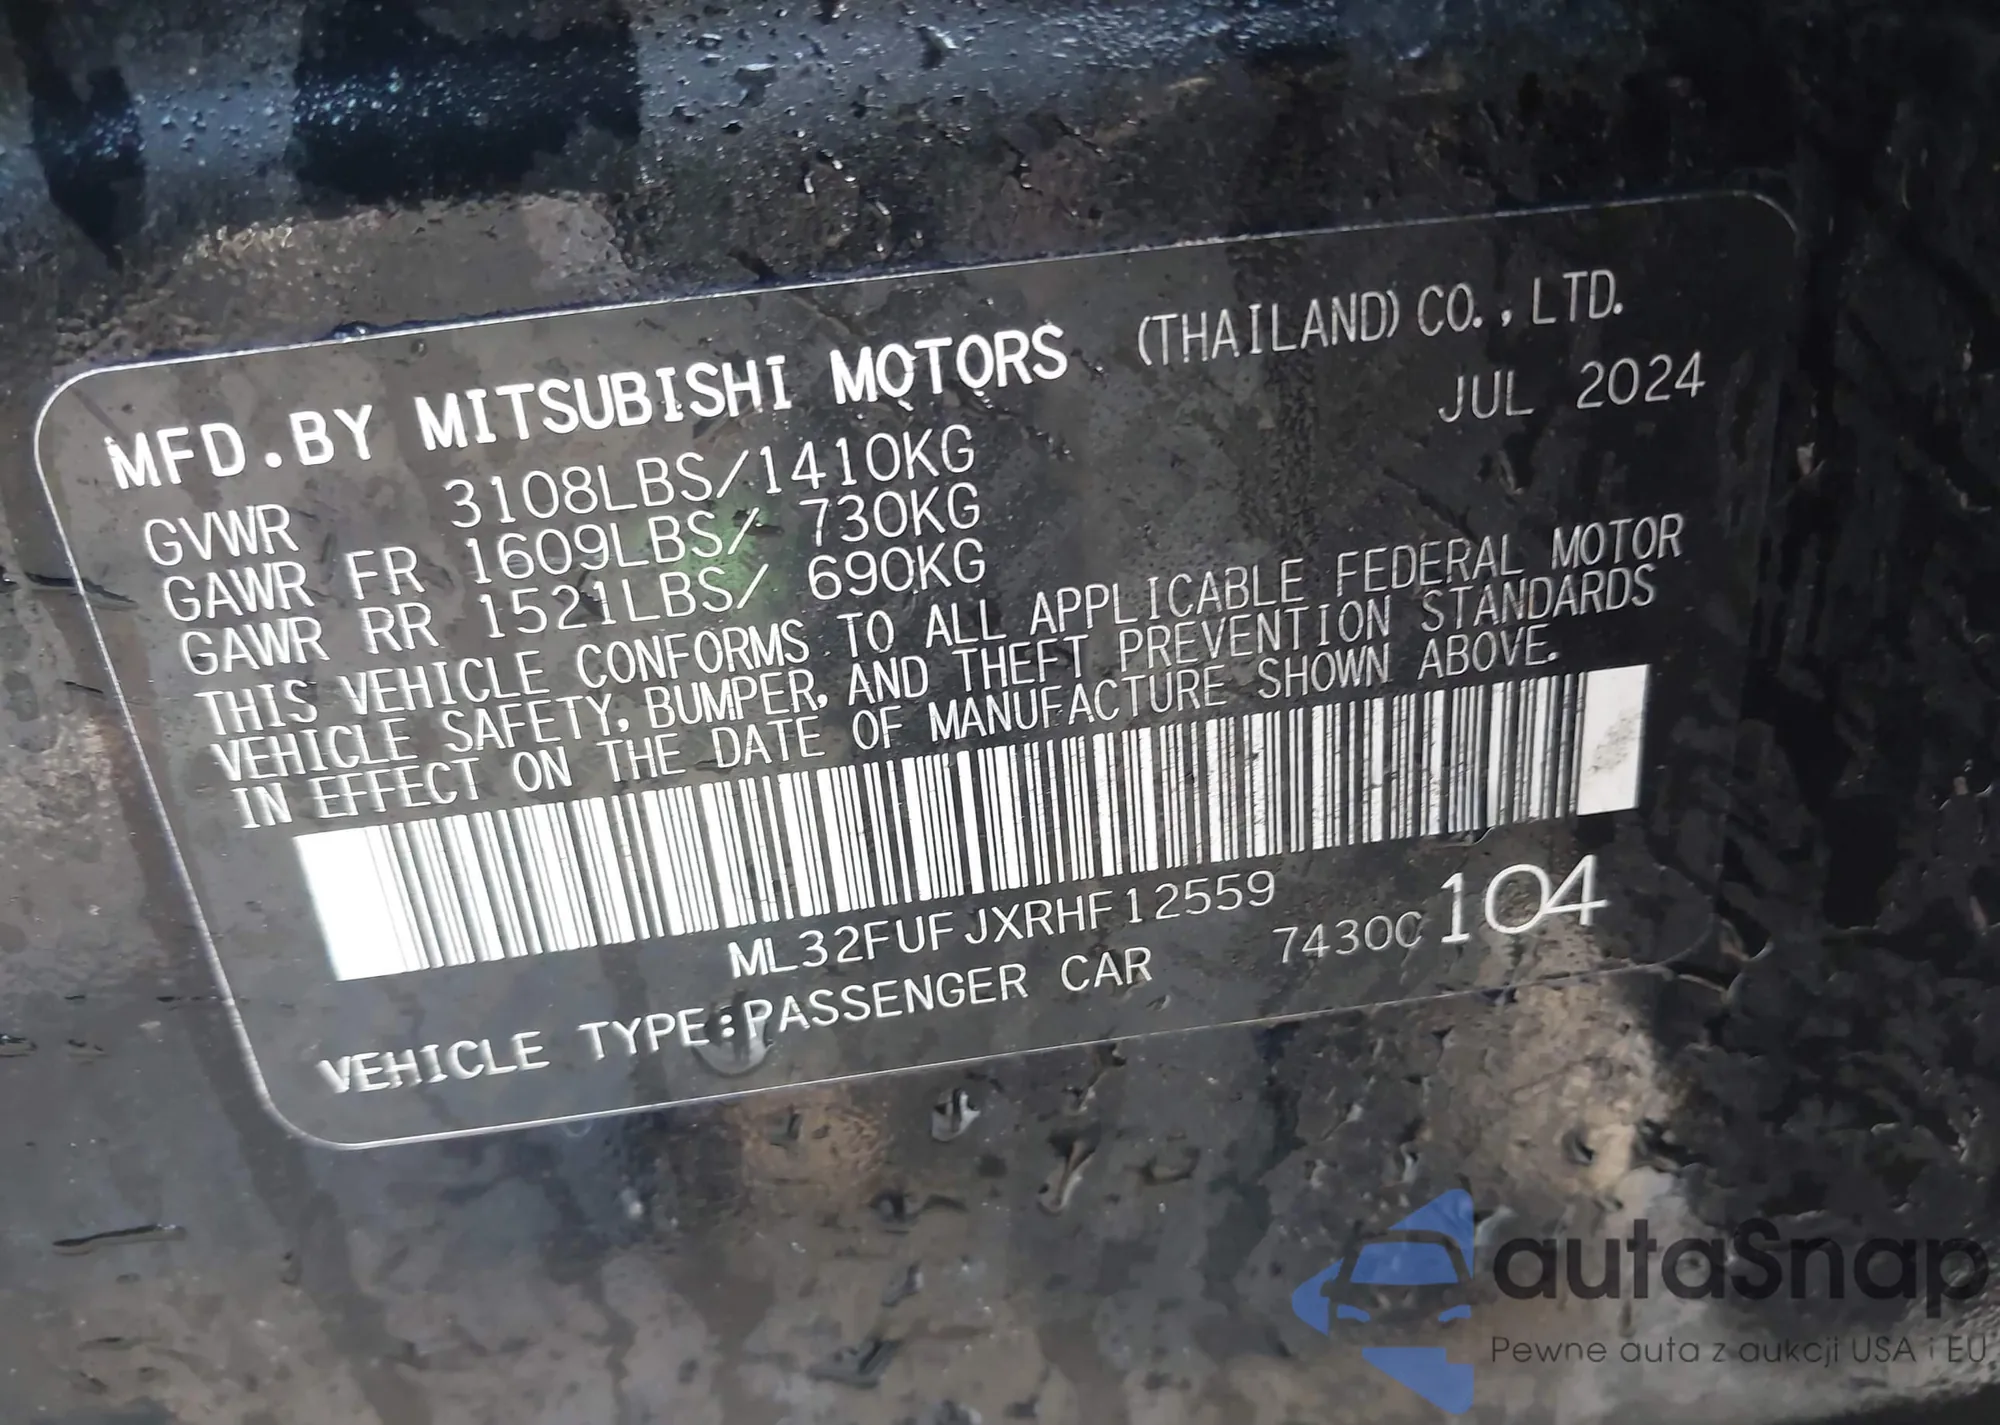 MFD.BY MITSUBISHI MOTORS (THAILAND) CO.,LTD.
JUL 2024
GVWR 3108LBS/1410KG
GAWR FR 1609LBS/ 730KG
GAWR RR 1521LBS/ 690KG
THIS VEHICLE CONFORMS TO ALL APPLICABLE FEDERAL MOTOR
VEHICLE SAFETY, BUMPER, AND THEFT PREVENTION STANDARDS
IN EFFECT ON THE DATE OF MANUFACTURE SHOWN ABOVE.
ML32FUFJXRHF12559
VEHICLE TYPE:PASSENGER CAR 7430C 104
autaSnap
Pewne auta z aukcji USA i EU